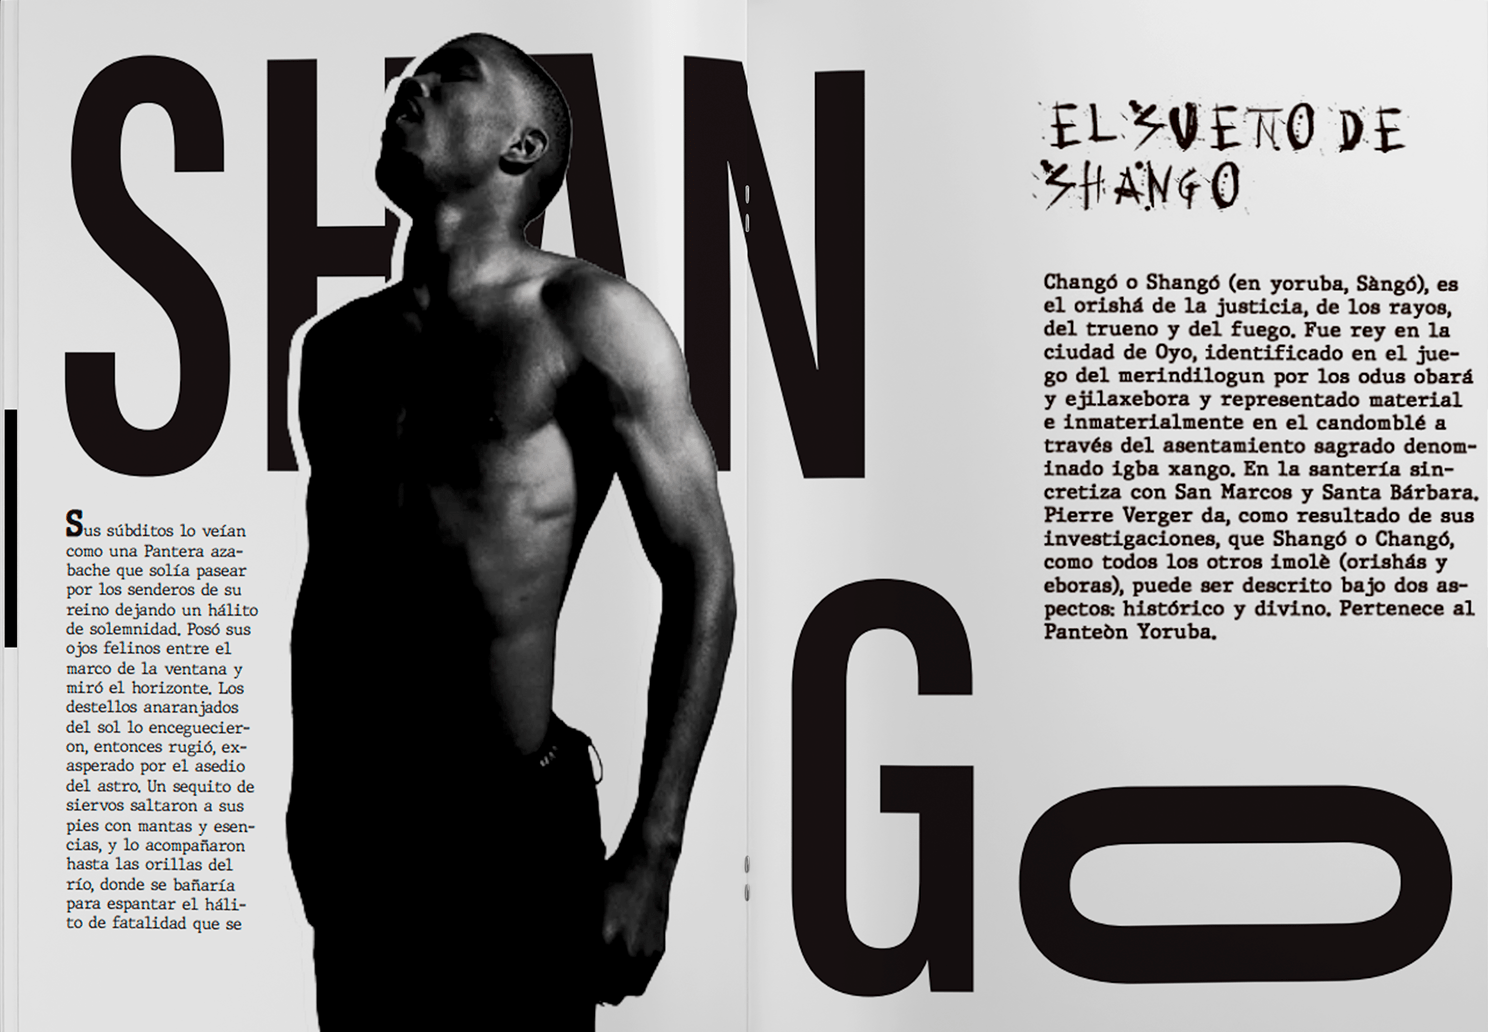 SHAN
GO
EL SUEÑO DE
SHANGO
Changó o Shangó (en yoruba, Sàngó), es
el orishá de la justicia, de los rayos,
del trueno y del fuego. Fue rey en la
ciudad de Oyo, identificado en el jue-
go del merindilogun por los odus obará
y ejilaxebora y representado material
e inmaterialmente en el candomblé a
través del asentamiento sagrado denom-
inado igba xango. En la santería sin-
cretiza con San Marcos y Santa Bárbara.
Pierre Verger da, como resultado de sus
investigaciones, que Shangó o Changó,
como todos los otros imolè (orishás y
eboras), puede ser descrito bajo dos as-
pectos: histórico y divino. Pertenece al
Panteòn Yoruba.
Sus súbditos lo veían
como una Pantera aza-
bache que solía pasear
por los senderos de su
reino dejando un hálito
de solemnidad. Posó sus
ojos felinos entre el
marco de la ventana y
miró el horizonte. Los
destellos anaranjados
del sol lo enceguecier-
on, entonces rugió, ex-
asperado por el asedio
del astro. Un sequito de
siervos saltaron a sus
pies con mantas y esen-
cias, y lo acompañaron
hasta las orillas del
río, donde se bañaría
para espantar el háli-
to de fatalidad que se